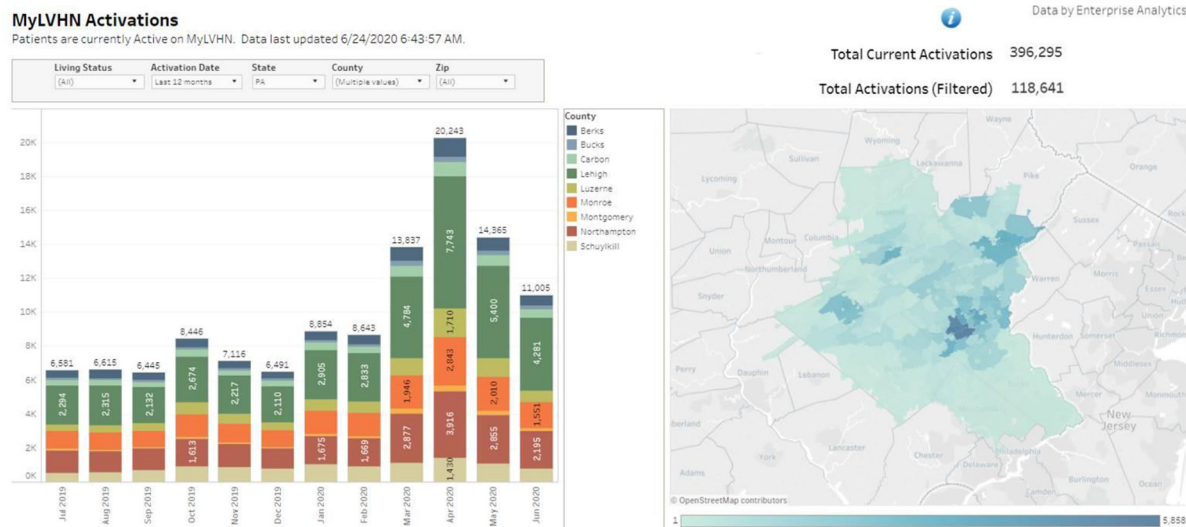 MyLVHN Activations
Patients are currently Active on MyLVHN. Data last updated 6/24/2020 6:43:57 AM.
Data by Enterprise Analytics
Total Current Activations 396,295
Total Activations (Filtered) 118,641
Living Status Activation Date State County Zip
(All) Last 12 months PA (Multiple values) (All)
20K
18K
16K
14K
12K
10K
8K
6K
4K
2K
0K
6,581
2,294
6,615
2,315
6,445
2,132
8,446
2,674
1,613
7,116
2,217
6,491
2,110
8,854
2,905
1,675
8,643
2,833
1,669
13,837
4,784
1,946
2,877
20,243
7,743
1,710
2,843
3,916
1,430
14,365
5,400
2,010
2,855
11,005
4,281
1,551
2,195
Jul 2019
Aug 2019
Sep 2019
Oct 2019
Nov 2019
Dec 2019
Jan 2020
Feb 2020
Mar 2020
Apr 2020
May 2020
Jun 2020
County
Berks
Bucks
Carbon
Lehigh
Luzerne
Monroe
Montgomery
Northampton
Schuylkill
Wayne
Wyoming
Sullivan
Lackawanna
Pike
Orange
Lycoming
Sussex
Rock
Passaic
Union
Montour
Columbia
Northumberland
Warren
Morris
Essex
Snyder
Union
Hunterdon
Somerset
Richmond
Middlesex
Perry
Dauphin
Lebanon
Mercer
Monmouth
New
Jersey
Lancaster
Philadelphia
York
Chester
Delaware
Burlington
Ocean
Adams
Camden
© OpenStreetMap contributors
1 5,858